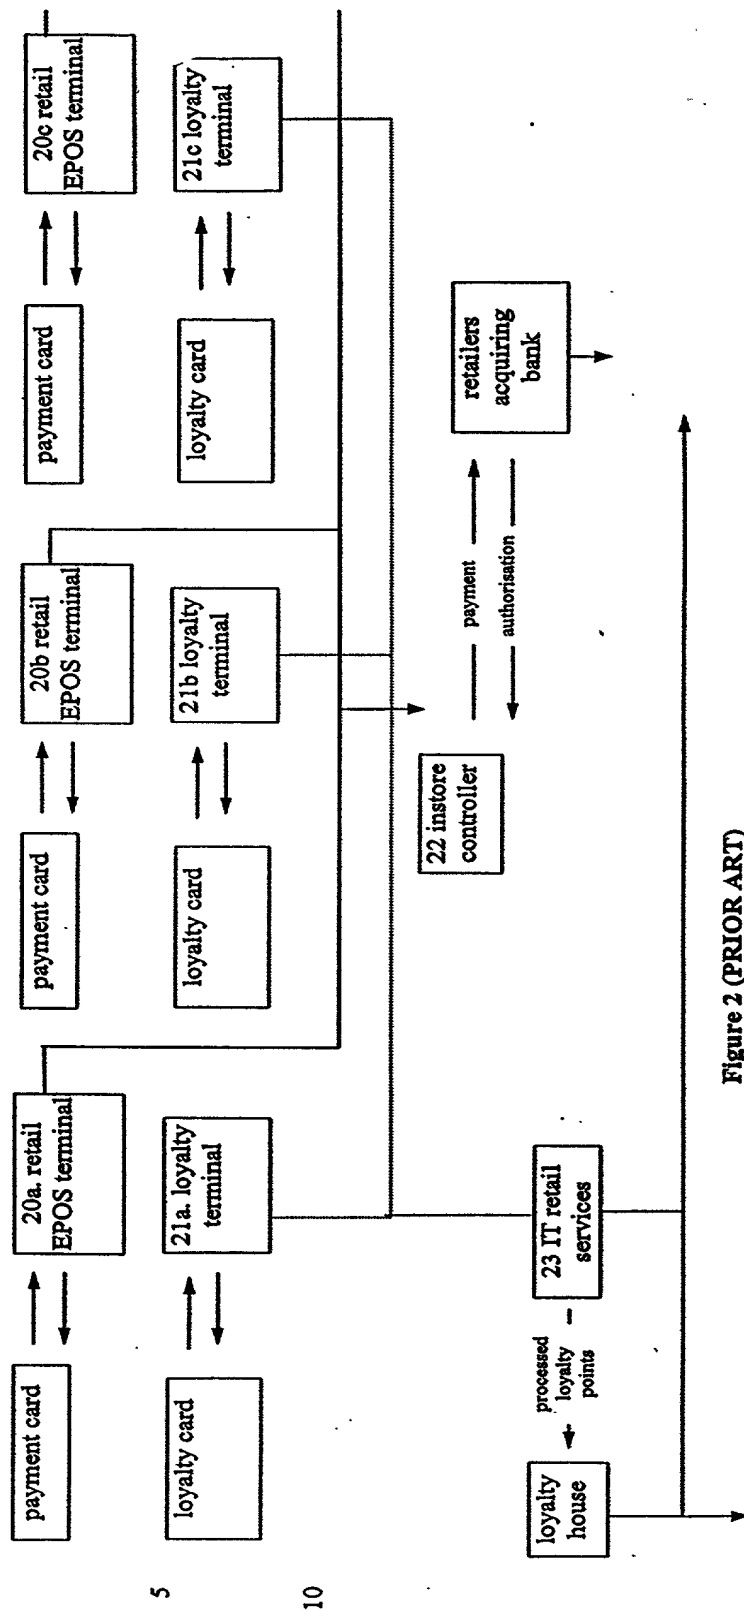 payment card
20a. retail
EPOS terminal
payment card
20b retail
EPOS terminal
payment card
20c retail
EPOS terminal
5
loyalty card
21a. loyalty
terminal
loyalty card
21b loyalty
terminal
loyalty card
21c loyalty
terminal
10
22 instore
controller
payment
authorisation
retailers
acquiring
bank
loyalty
house
processed
loyalty
points
23 IT retail
services
Figure 2 (PRIOR ART)